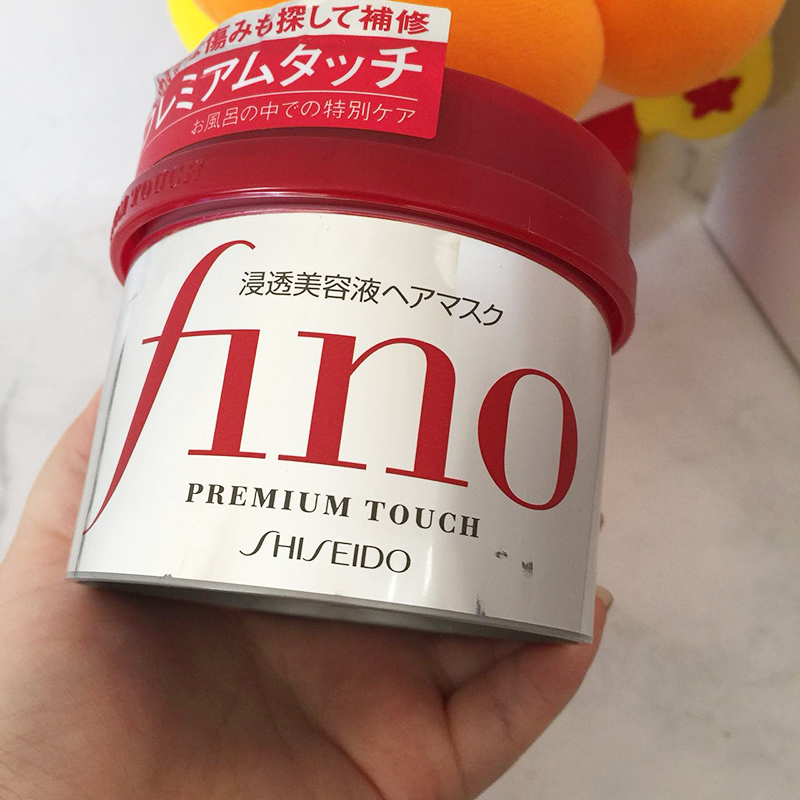 傷みも探して補修
プレミアムタッチ
お風呂の中での特別ケア
TOUCH
浸透美容液ヘアマスク
fino
PREMIUM TOUCH
SHISEIDO